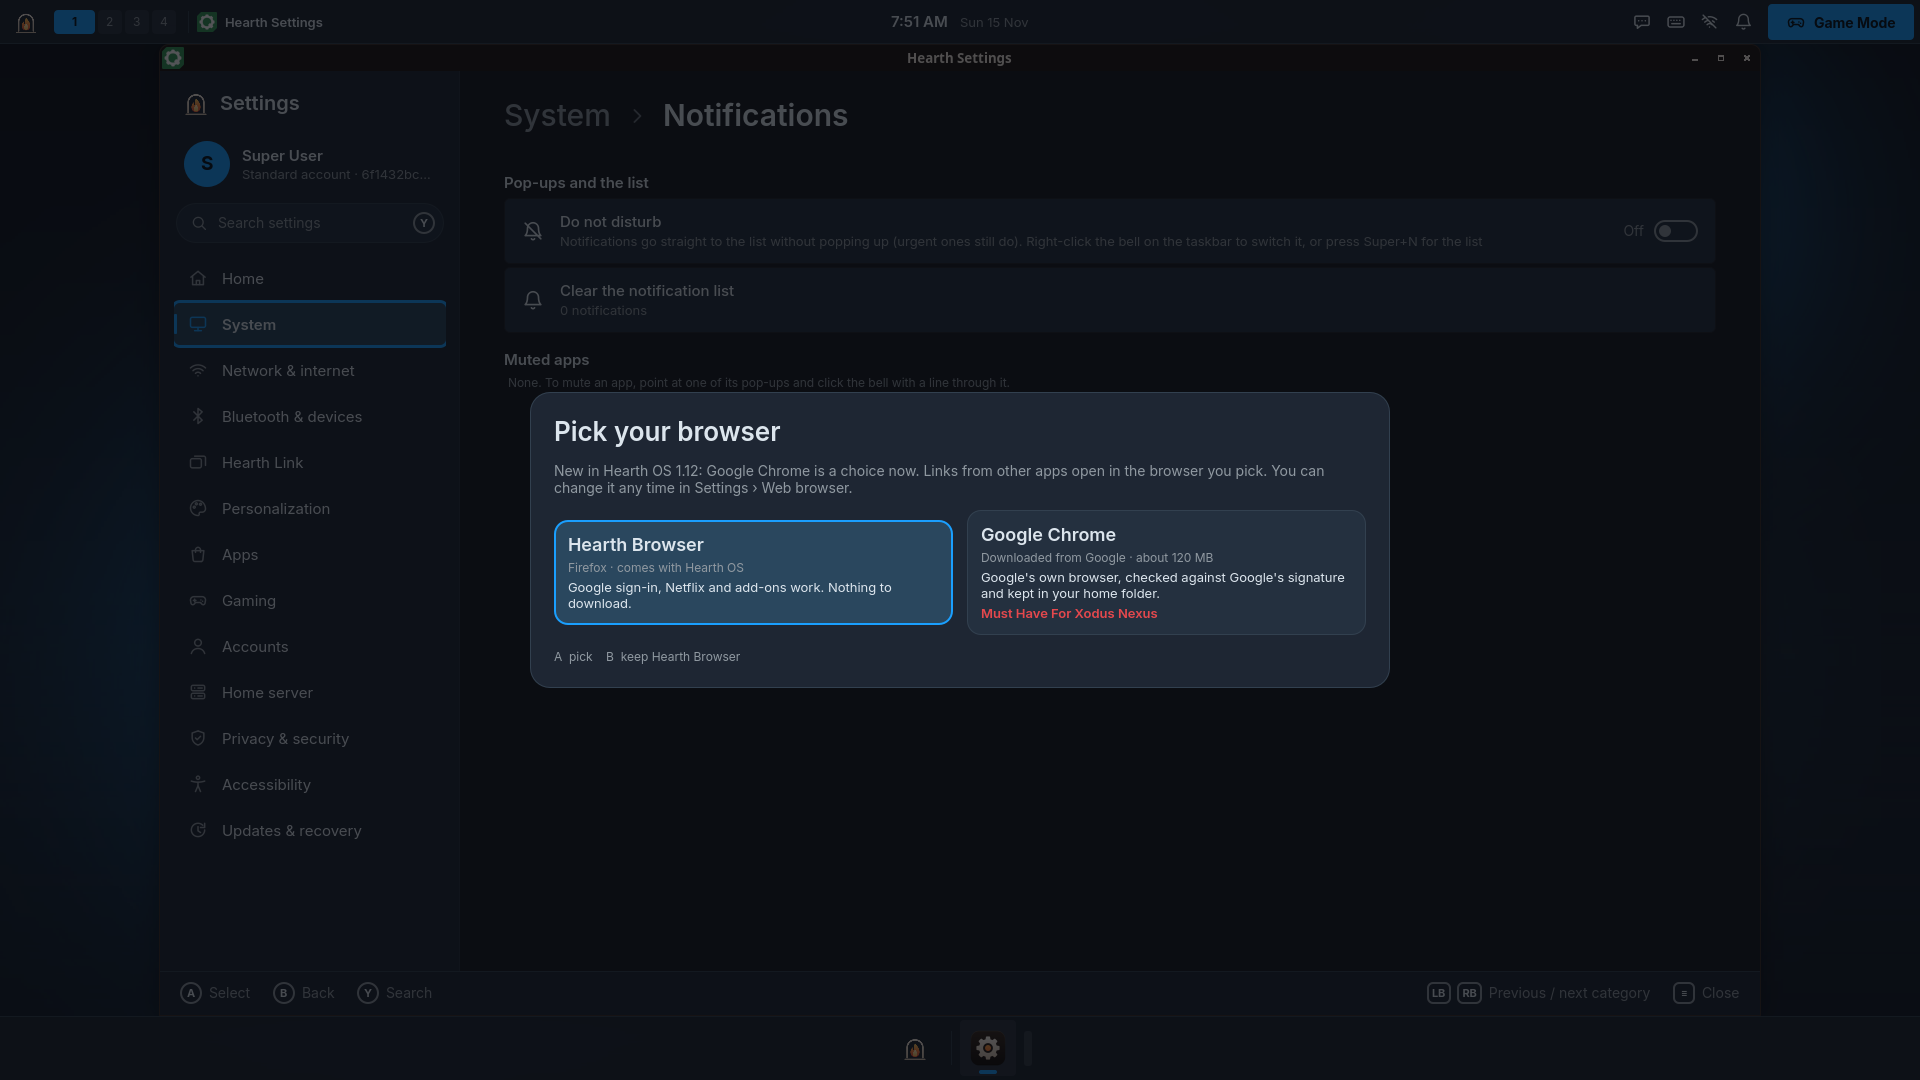 1 2 3 4 Hearth Settings
7:51 AM Sun 15 Nov
Game Mode
Hearth Settings
Settings
S
Super User
Standard account · 6f1432bc...
Search settings Y
Home
System
Network & internet
Bluetooth & devices
Hearth Link
Personalization
Apps
Gaming
Accounts
Home server
Privacy & security
Accessibility
Updates & recovery
System › Notifications
Pop-ups and the list
Do not disturb
Notifications go straight to the list without popping up (urgent ones still do). Right-click the bell on the taskbar to switch it, or press Super+N for the list
Off
Clear the notification list
0 notifications
Muted apps
None. To mute an app, point at one of its pop-ups and click the bell with a line through it.
Pick your browser
New in Hearth OS 1.12: Google Chrome is a choice now. Links from other apps open in the browser you pick. You can
change it any time in Settings › Web browser.
Hearth Browser
Firefox · comes with Hearth OS
Google sign-in, Netflix and add-ons work. Nothing to
download.
Google Chrome
Downloaded from Google · about 120 MB
Google's own browser, checked against Google's signature
and kept in your home folder.
Must Have For Xodus Nexus
A pick B keep Hearth Browser
A Select B Back Y Search
LB RB Previous / next category Close